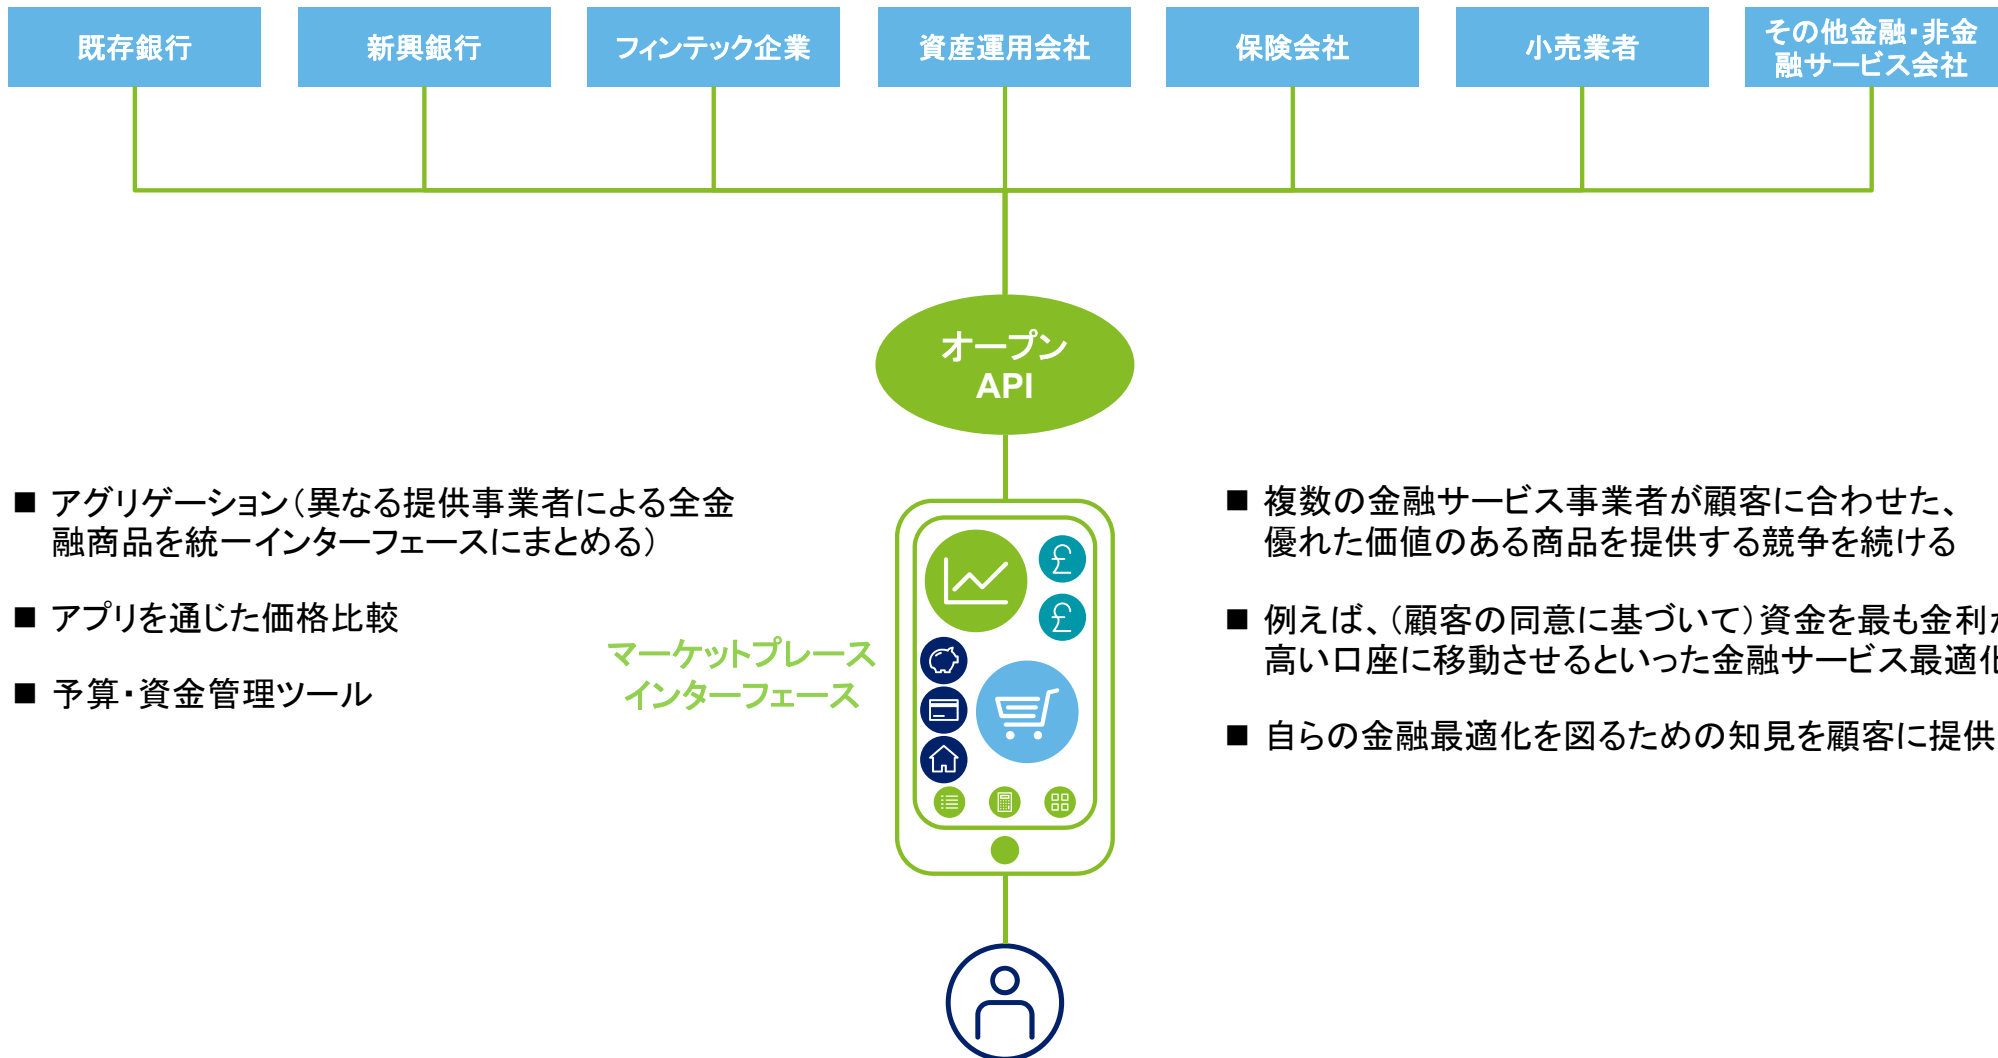 既存銀行
新興銀行
フィンテック企業
資産運用会社
保険会社
小売業者
その他金融・非金
融サービス会社
オープン
API
■ アグリゲーション（異なる提供事業者による全金
融商品を統一インターフェースにまとめる）
■ アプリを通じた価格比較
■ 予算・資金管理ツール
マーケットプレース
インターフェース
£
£
■ 複数の金融サービス事業者が顧客に合わせた、
優れた価値のある商品を提供する競争を続ける
■ 例えば、（顧客の同意に基づいて）資金を最も金利が
高い口座に移動させるといった金融サービス最適化
■ 自らの金融最適化を図るための知見を顧客に提供